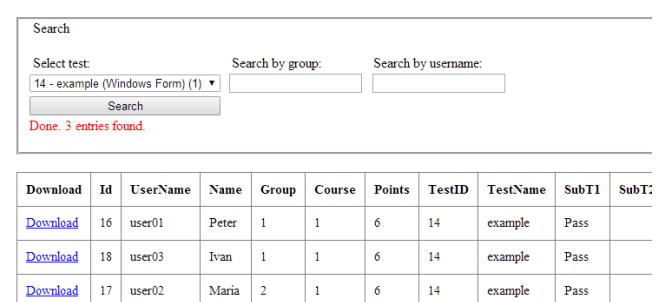 Search
Select test: Search by group: Search by username:
14 - example (Windows Form) (1)
Search
Done. 3 entries found.
Download Id UserName Name Group Course Points TestID TestName SubT1 SubT2
Download 16 user01 Peter 1 1 6 14 example Pass
Download 18 user03 Ivan 1 1 6 14 example Pass
Download 17 user02 Maria 2 1 6 14 example Pass